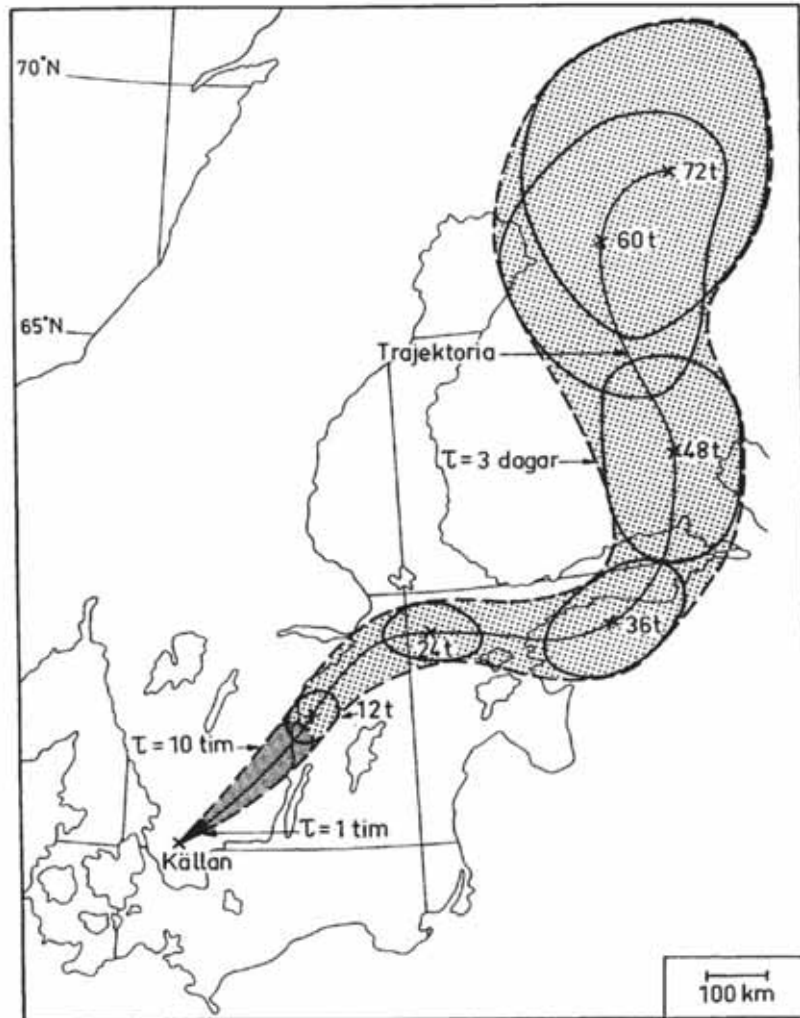 70°N
72t
60t
65°N
Trajektoria
τ = 3 dagar
48t
36t
24t
12t
τ = 10 tim
τ = 1 tim
Källan
100 km